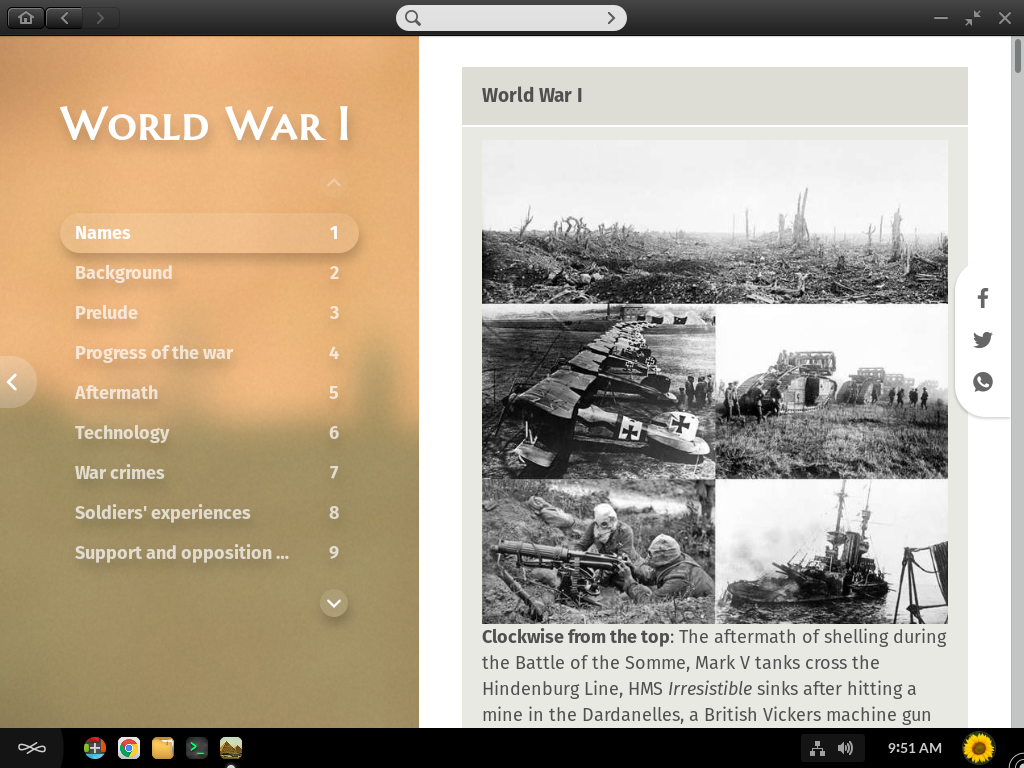 World War I
Names 1
Background 2
Prelude 3
Progress of the war 4
Aftermath 5
Technology 6
War crimes 7
Soldiers' experiences 8
Support and opposition ... 9
World War I
Clockwise from the top: The aftermath of shelling during
the Battle of the Somme, Mark V tanks cross the
Hindenburg Line, HMS Irresistible sinks after hitting a
mine in the Dardanelles, a British Vickers machine gun
9:51 AM